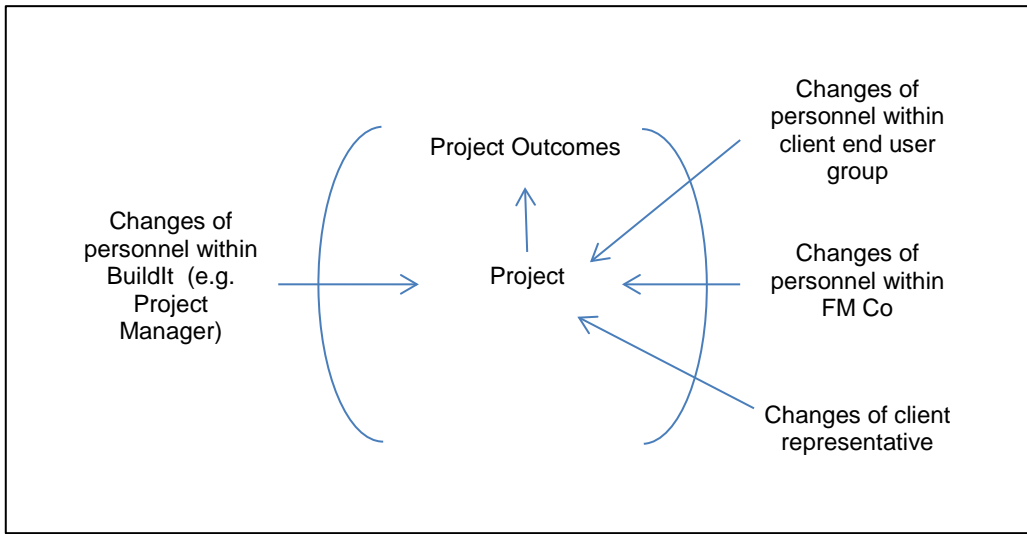 Changes of
personnel within
BuildIt  (e.g.
Project
Manager)
Project Outcomes
Project
Changes of
personnel within
client end user
group
Changes of
personnel within
FM Co
Changes of client
representative